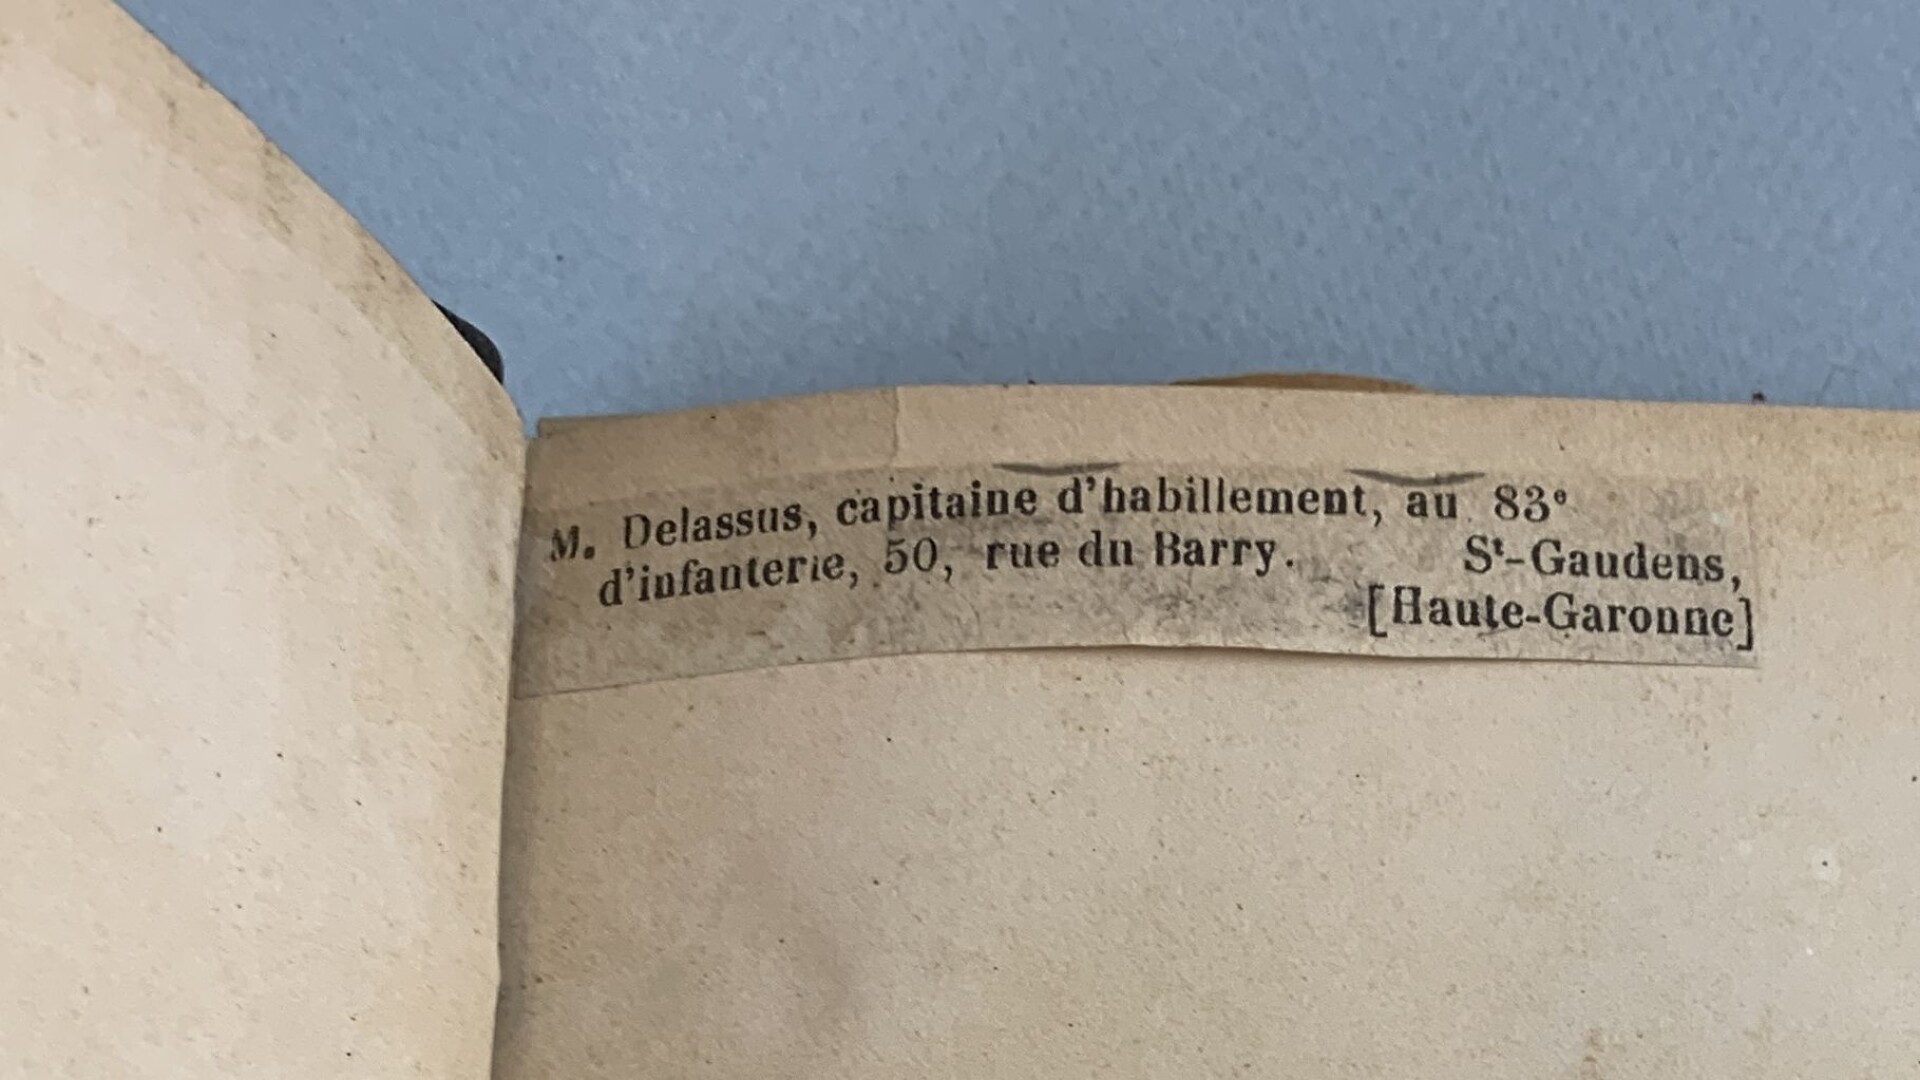 M. Delassus, capitaine d'habillement, au 83e
d'infanterie, 50, rue du Barry. St-Gaudens,
[Haute-Garonne]